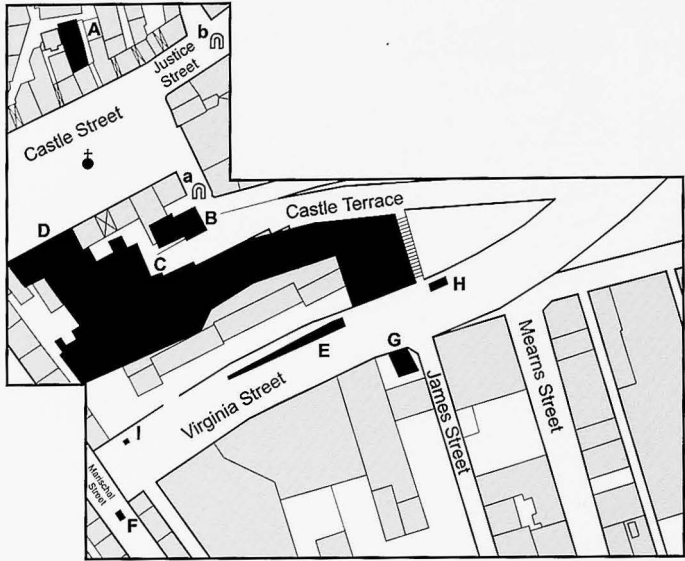 A
b
Justice
Street
Castle Street
a
D
B
Castle Terrace
C
H
E
G
Virginia Street
James Street
Mearns Street
I
Marischal
Street
F